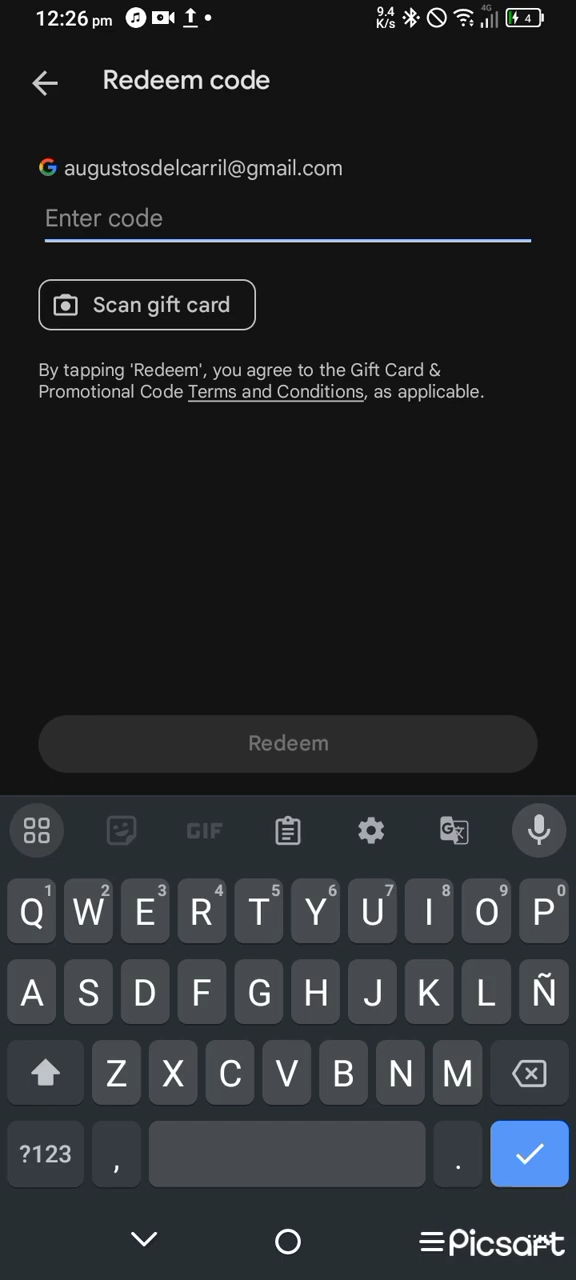 12:26 pm
9.4
K/s
4G
4
Redeem code
augustosdelcarril@gmail.com
Enter code
Scan gift card
By tapping 'Redeem', you agree to the Gift Card &
Promotional Code Terms and Conditions, as applicable.
Redeem
GIF
Q1 W2 E3 R4 T5 Y6 U7 I8 O9 P0
A S D F G H J K L Ñ
Z X C V B N M
?123 , .
Picsart